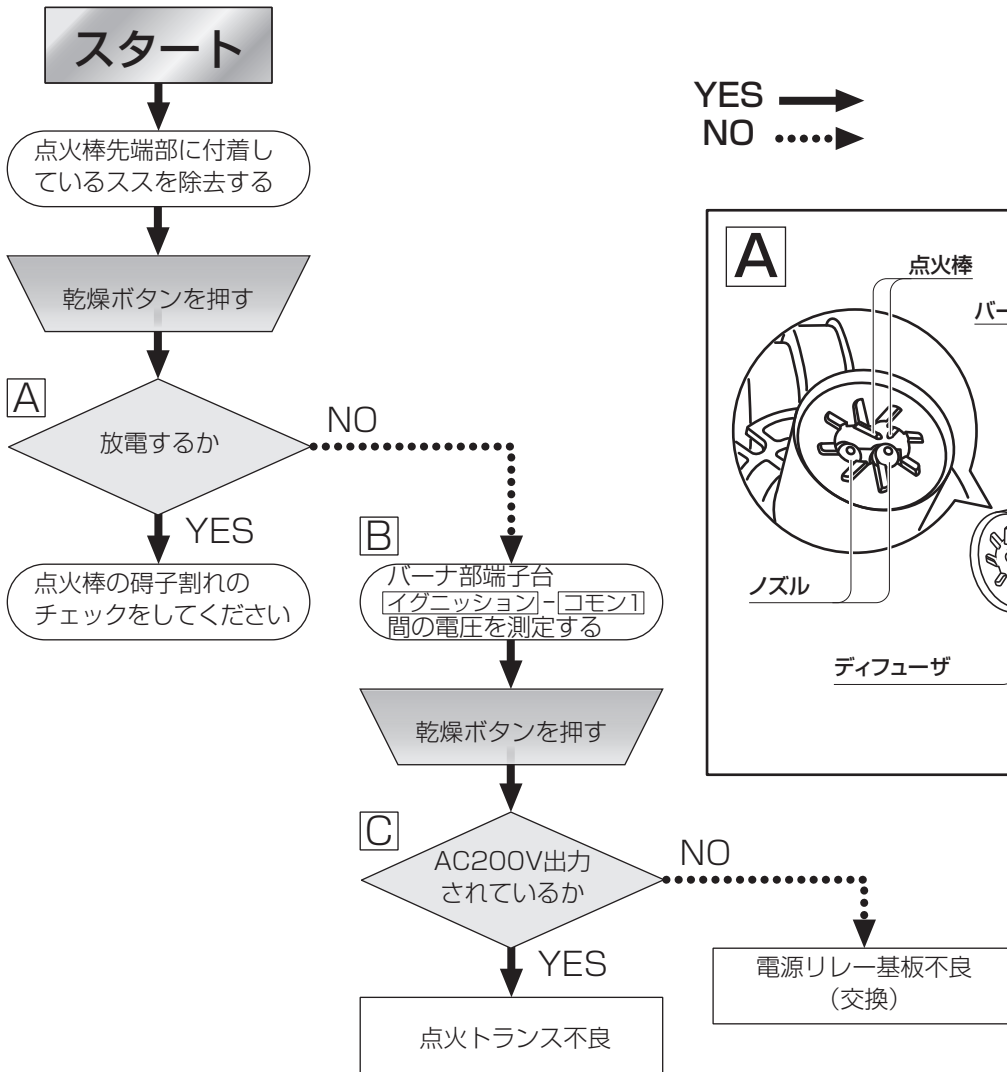 スタート
点火棒先端部に付着し
ているススを除去する
乾燥ボタンを押す
A
放電するか
NO
YES
点火棒の碍子割れの
チェックをしてください
B
バーナ部端子台
イグニッション-コモン1
間の電圧を測定する
乾燥ボタンを押す
C
AC200V出力
されているか
NO
YES
点火トランス不良
電源リレー基板不良
（交換）
YES
NO
A
点火棒
バー
ノズル
ディフューザ